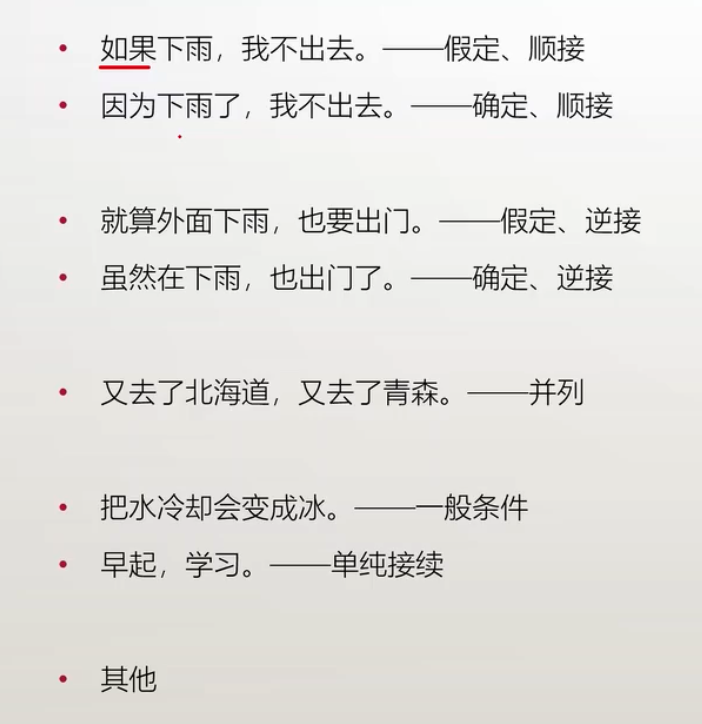 • 如果下雨，我不出去。——假定、顺接
• 因为下雨了，我不出去。——确定、顺接
• 就算外面下雨，也要出门。——假定、逆接
• 虽然在下雨，也出门了。——确定、逆接
• 又去了北海道，又去了青森。——并列
• 把水冷却会变成冰。——一般条件
• 早起，学习。——单纯接续
• 其他